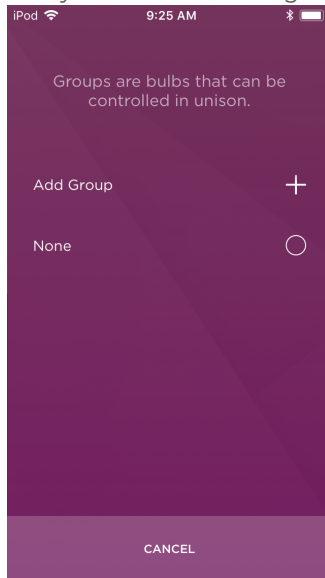 iPod 9:25 AM
Groups are bulbs that can be
controlled in unison.
Add Group
None
CANCEL